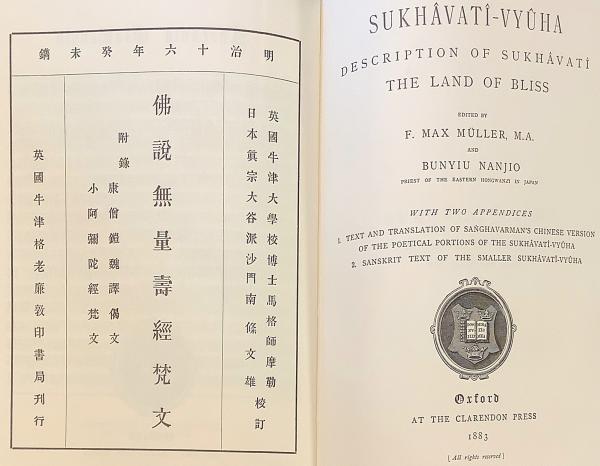 明治十六年癸未鐫
英國牛津大學校博士馬格師摩勒
日本眞宗大谷派沙門南條文雄
校訂
佛說無量壽經梵文
附錄
康僧鎧魏譯偈文
小阿彌陀經梵文
英國牛津格老廉敦印書局刊行
SUKHÂVATÎ-VYÛHA
DESCRIPTION OF SUKHÂVATÎ
THE LAND OF BLISS
EDITED BY
F. MAX MÜLLER, M.A.
AND
BUNYIU NANJIO
PRIEST OF THE EASTERN HONGWANZI IN JAPAN
WITH TWO APPENDICES
1. TEXT AND TRANSLATION OF SAṄGHAVARMAN'S CHINESE VERSION
OF THE POETICAL PORTIONS OF THE SUKHÂVATÎ-VYÛHA
2. SANSKRIT TEXT OF THE SMALLER SUKHÂVATÎ-VYÛHA
Oxford
AT THE CLARENDON PRESS
1883
[All rights reserved]